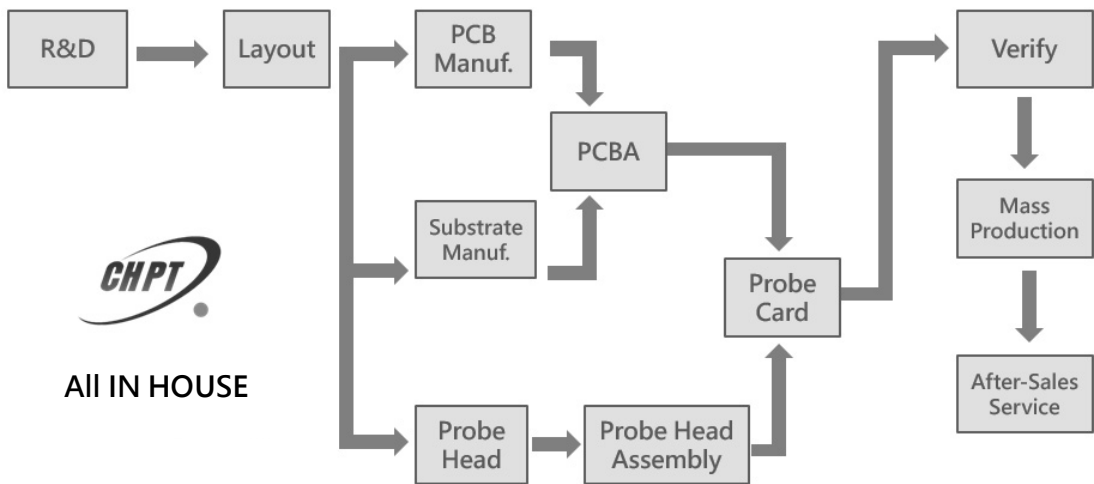 R&D
Layout
PCB
Manuf.
PCBA
Substrate
Manuf.
Probe
Head
Probe Head
Assembly
Probe
Card
Verify
Mass
Production
After-Sales
Service
CHPT
All IN HOUSE